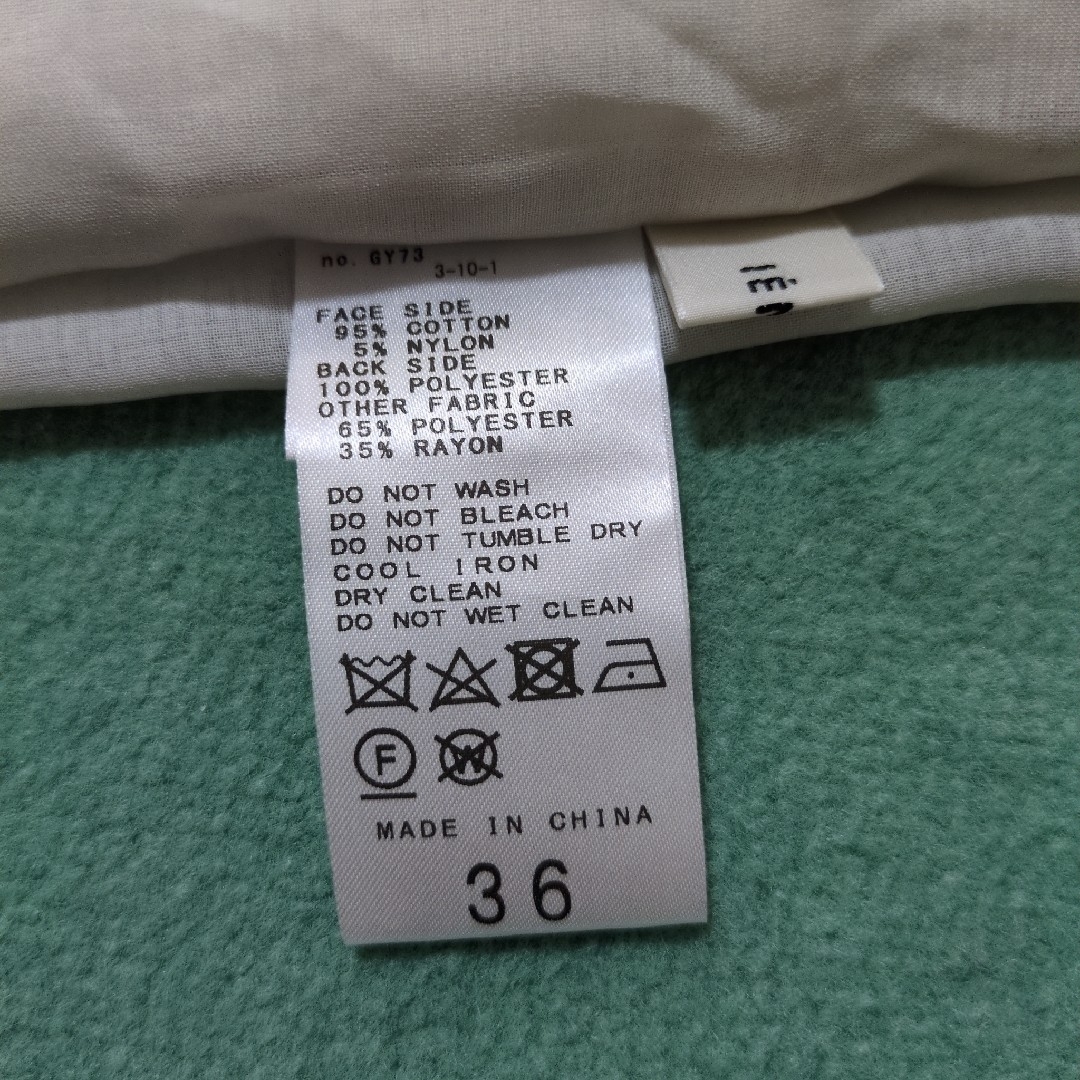 no. GY73
3-10-1
FACE SIDE
95% COTTON
5% NYLON
BACK SIDE
100% POLYESTER
OTHER FABRIC
65% POLYESTER
35% RAYON
DO NOT WASH
DO NOT BLEACH
DO NOT TUMBLE DRY
COOL IRON
DRY CLEAN
DO NOT WET CLEAN
F W
MADE IN CHINA
36